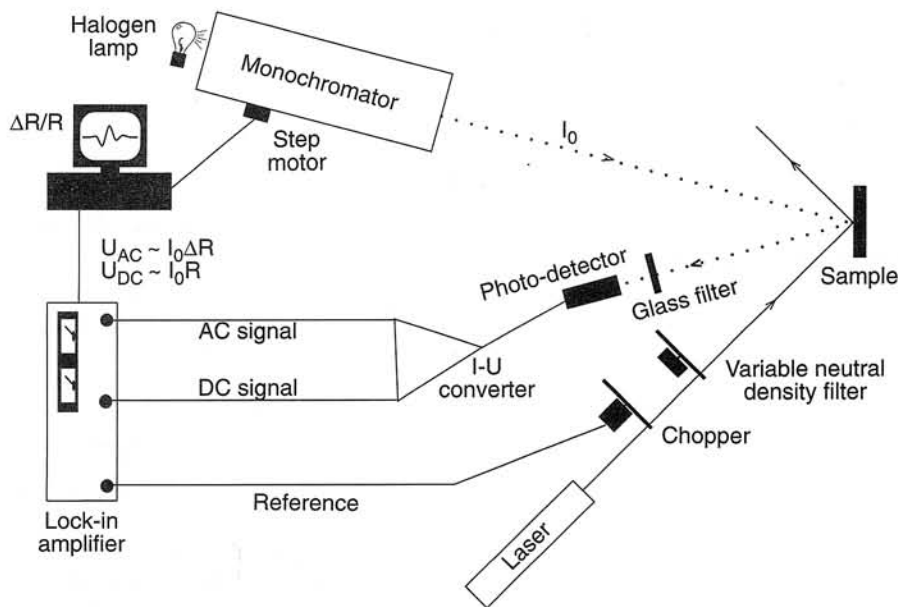 Halogen
lamp
Monochromator
ΔR/R
Step
motor
I₀
U_AC ~ I₀ΔR
U_DC ~ I₀R
Photo-detector
Glass filter
Sample
AC signal
I-U
converter
DC signal
Variable neutral
density filter
Chopper
Reference
Lock-in
amplifier
Laser